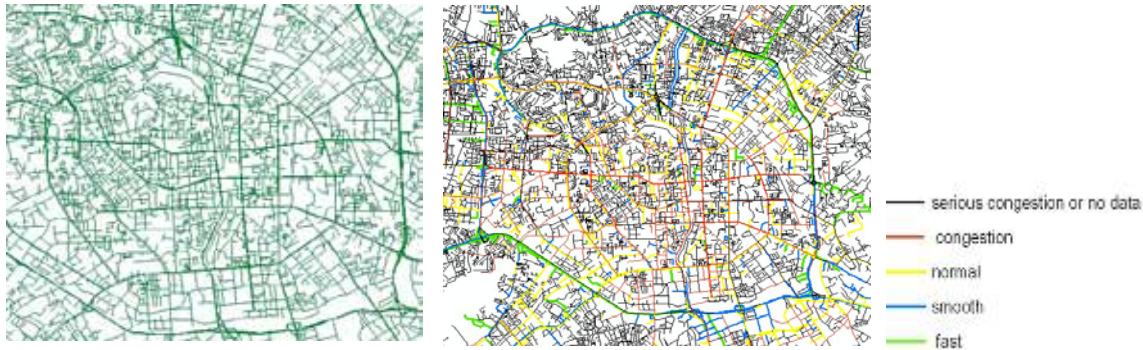 serious congestion or no data
congestion
normal
smooth
fast